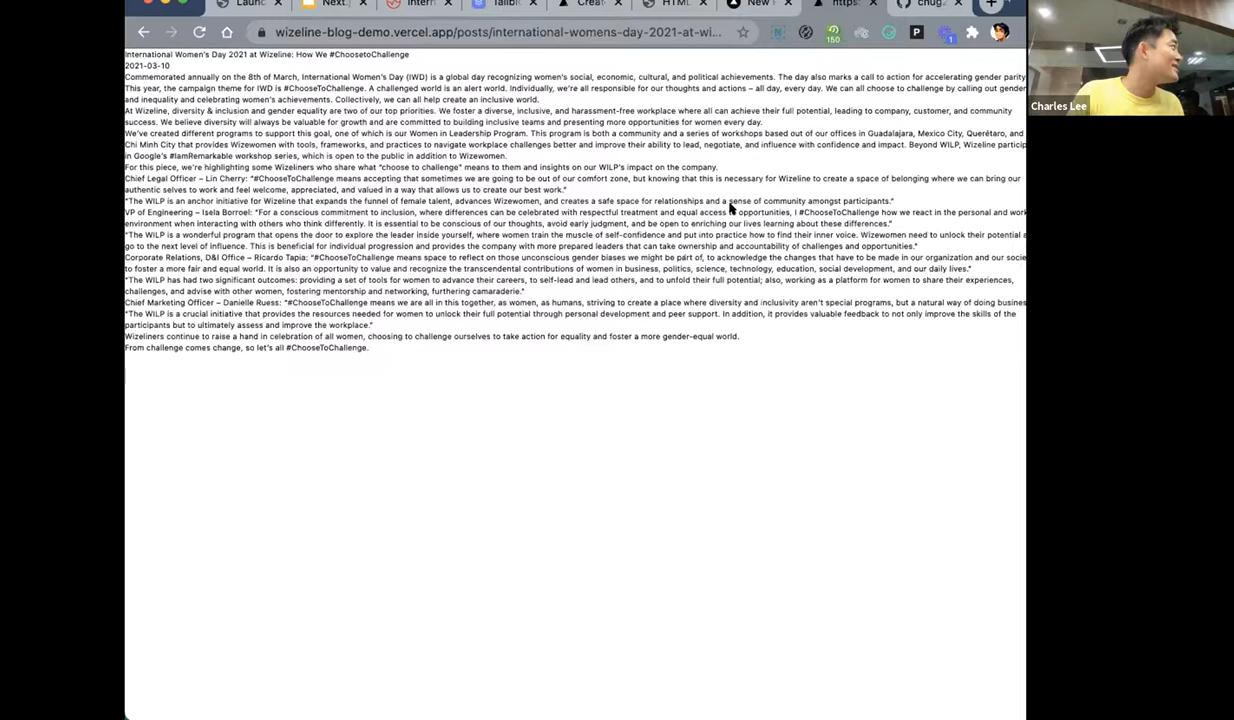 Launc
Next.j
Intern
Tailbl
Creat
HTML
New P
https:
chug2
wizeline-blog-demo.vercel.app/posts/international-womens-day-2021-at-wi...
150
1
P
International Women's Day 2021 at Wizeline: How We #ChoosetoChallenge
2021-03-10
Commemorated annually on the 8th of March, International Women's Day (IWD) is a global day recognizing women's social, economic, cultural, and political achievements. The day also marks a call to action for accelerating gender parity
This year, the campaign theme for IWD is #ChooseToChallenge. A challenged world is an alert world. Individually, we're all responsible for our thoughts and actions – all day, every day. We can all choose to challenge by calling out gender
and inequality and celebrating women's achievements. Collectively, we can all help create an inclusive world.
At Wizeline, diversity & inclusion and gender equality are two of our top priorities. We foster a diverse, inclusive, and harassment-free workplace where all can achieve their full potential, leading to company, customer, and community
success. We believe diversity will always be valuable for growth and are committed to building inclusive teams and presenting more opportunities for women every day.
We've created different programs to support this goal, one of which is our Women in Leadership Program. This program is both a community and a series of workshops based out of our offices in Guadalajara, Mexico City, Querétaro, and
Chi Minh City that provides Wizewomen with tools, frameworks, and practices to navigate workplace challenges better and improve their ability to lead, negotiate, and influence with confidence and impact. Beyond WILP, Wizeline particip
in Google's #IamRemarkable workshop series, which is open to the public in addition to Wizewomen.
For this piece, we're highlighting some Wizeliners who share what "choose to challenge" means to them and insights on our WILP's impact on the company.
Chief Legal Officer – Lin Cherry: "#ChooseToChallenge means accepting that sometimes we are going to be out of our comfort zone, but knowing that this is necessary for Wizeline to create a space of belonging where we can bring our
authentic selves to work and feel welcome, appreciated, and valued in a way that allows us to create our best work."
"The WILP is an anchor initiative for Wizeline that expands the funnel of female talent, advances Wizewomen, and creates a safe space for relationships and a sense of community amongst participants."
VP of Engineering – Isela Borroel: "For a conscious commitment to inclusion, where differences can be celebrated with respectful treatment and equal access to opportunities, I #ChooseToChallenge how we react in the personal and work
environment when interacting with others who think differently. It is essential to be conscious of our thoughts, avoid early judgment, and be open to enriching our lives learning about these differences."
"The WILP is a wonderful program that opens the door to explore the leader inside yourself, where women train the muscle of self-confidence and put into practice how to find their inner voice. Wizewomen need to unlock their potential a
go to the next level of influence. This is beneficial for individual progression and provides the company with more prepared leaders that can take ownership and accountability of challenges and opportunities."
Corporate Relations, D&I Office – Ricardo Tapia: "#ChooseToChallenge means space to reflect on those unconscious gender biases we might be part of, to acknowledge the changes that have to be made in our organization and our socie
to foster a more fair and equal world. It is also an opportunity to value and recognize the transcendental contributions of women in business, politics, science, technology, education, social development, and our daily lives."
"The WILP has had two significant outcomes: providing a set of tools for women to advance their careers, to self-lead and lead others, and to unfold their full potential; also, working as a platform for women to share their experiences,
challenges, and advise with other women, fostering mentorship and networking, furthering camaraderie."
Chief Marketing Officer – Danielle Ruess: "#ChooseToChallenge means we are all in this together, as women, as humans, striving to create a place where diversity and inclusivity aren't special programs, but a natural way of doing busines
"The WILP is a crucial initiative that provides the resources needed for women to unlock their full potential through personal development and peer support. In addition, it provides valuable feedback to not only improve the skills of the
participants but to ultimately assess and improve the workplace."
Wizeliners continue to raise a hand in celebration of all women, choosing to challenge ourselves to take action for equality and foster a more gender-equal world.
From challenge comes change, so let's all #ChooseToChallenge.
Charles Lee